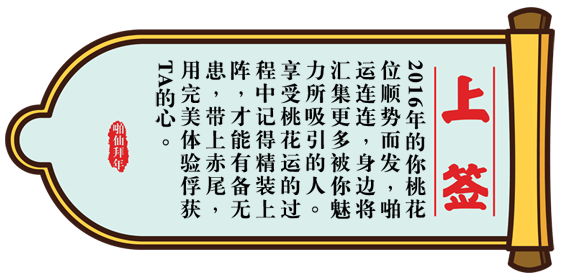 上签
2016年的你桃花
位顺势而发，啪
运连连，身边将
汇集更多被你魅
力所吸引的人。
享受桃花运的过
程中记得精装上
阵，才能有备无
患，带上赤尾，
用完美体验俘获
TA的心。
啪仙拜年